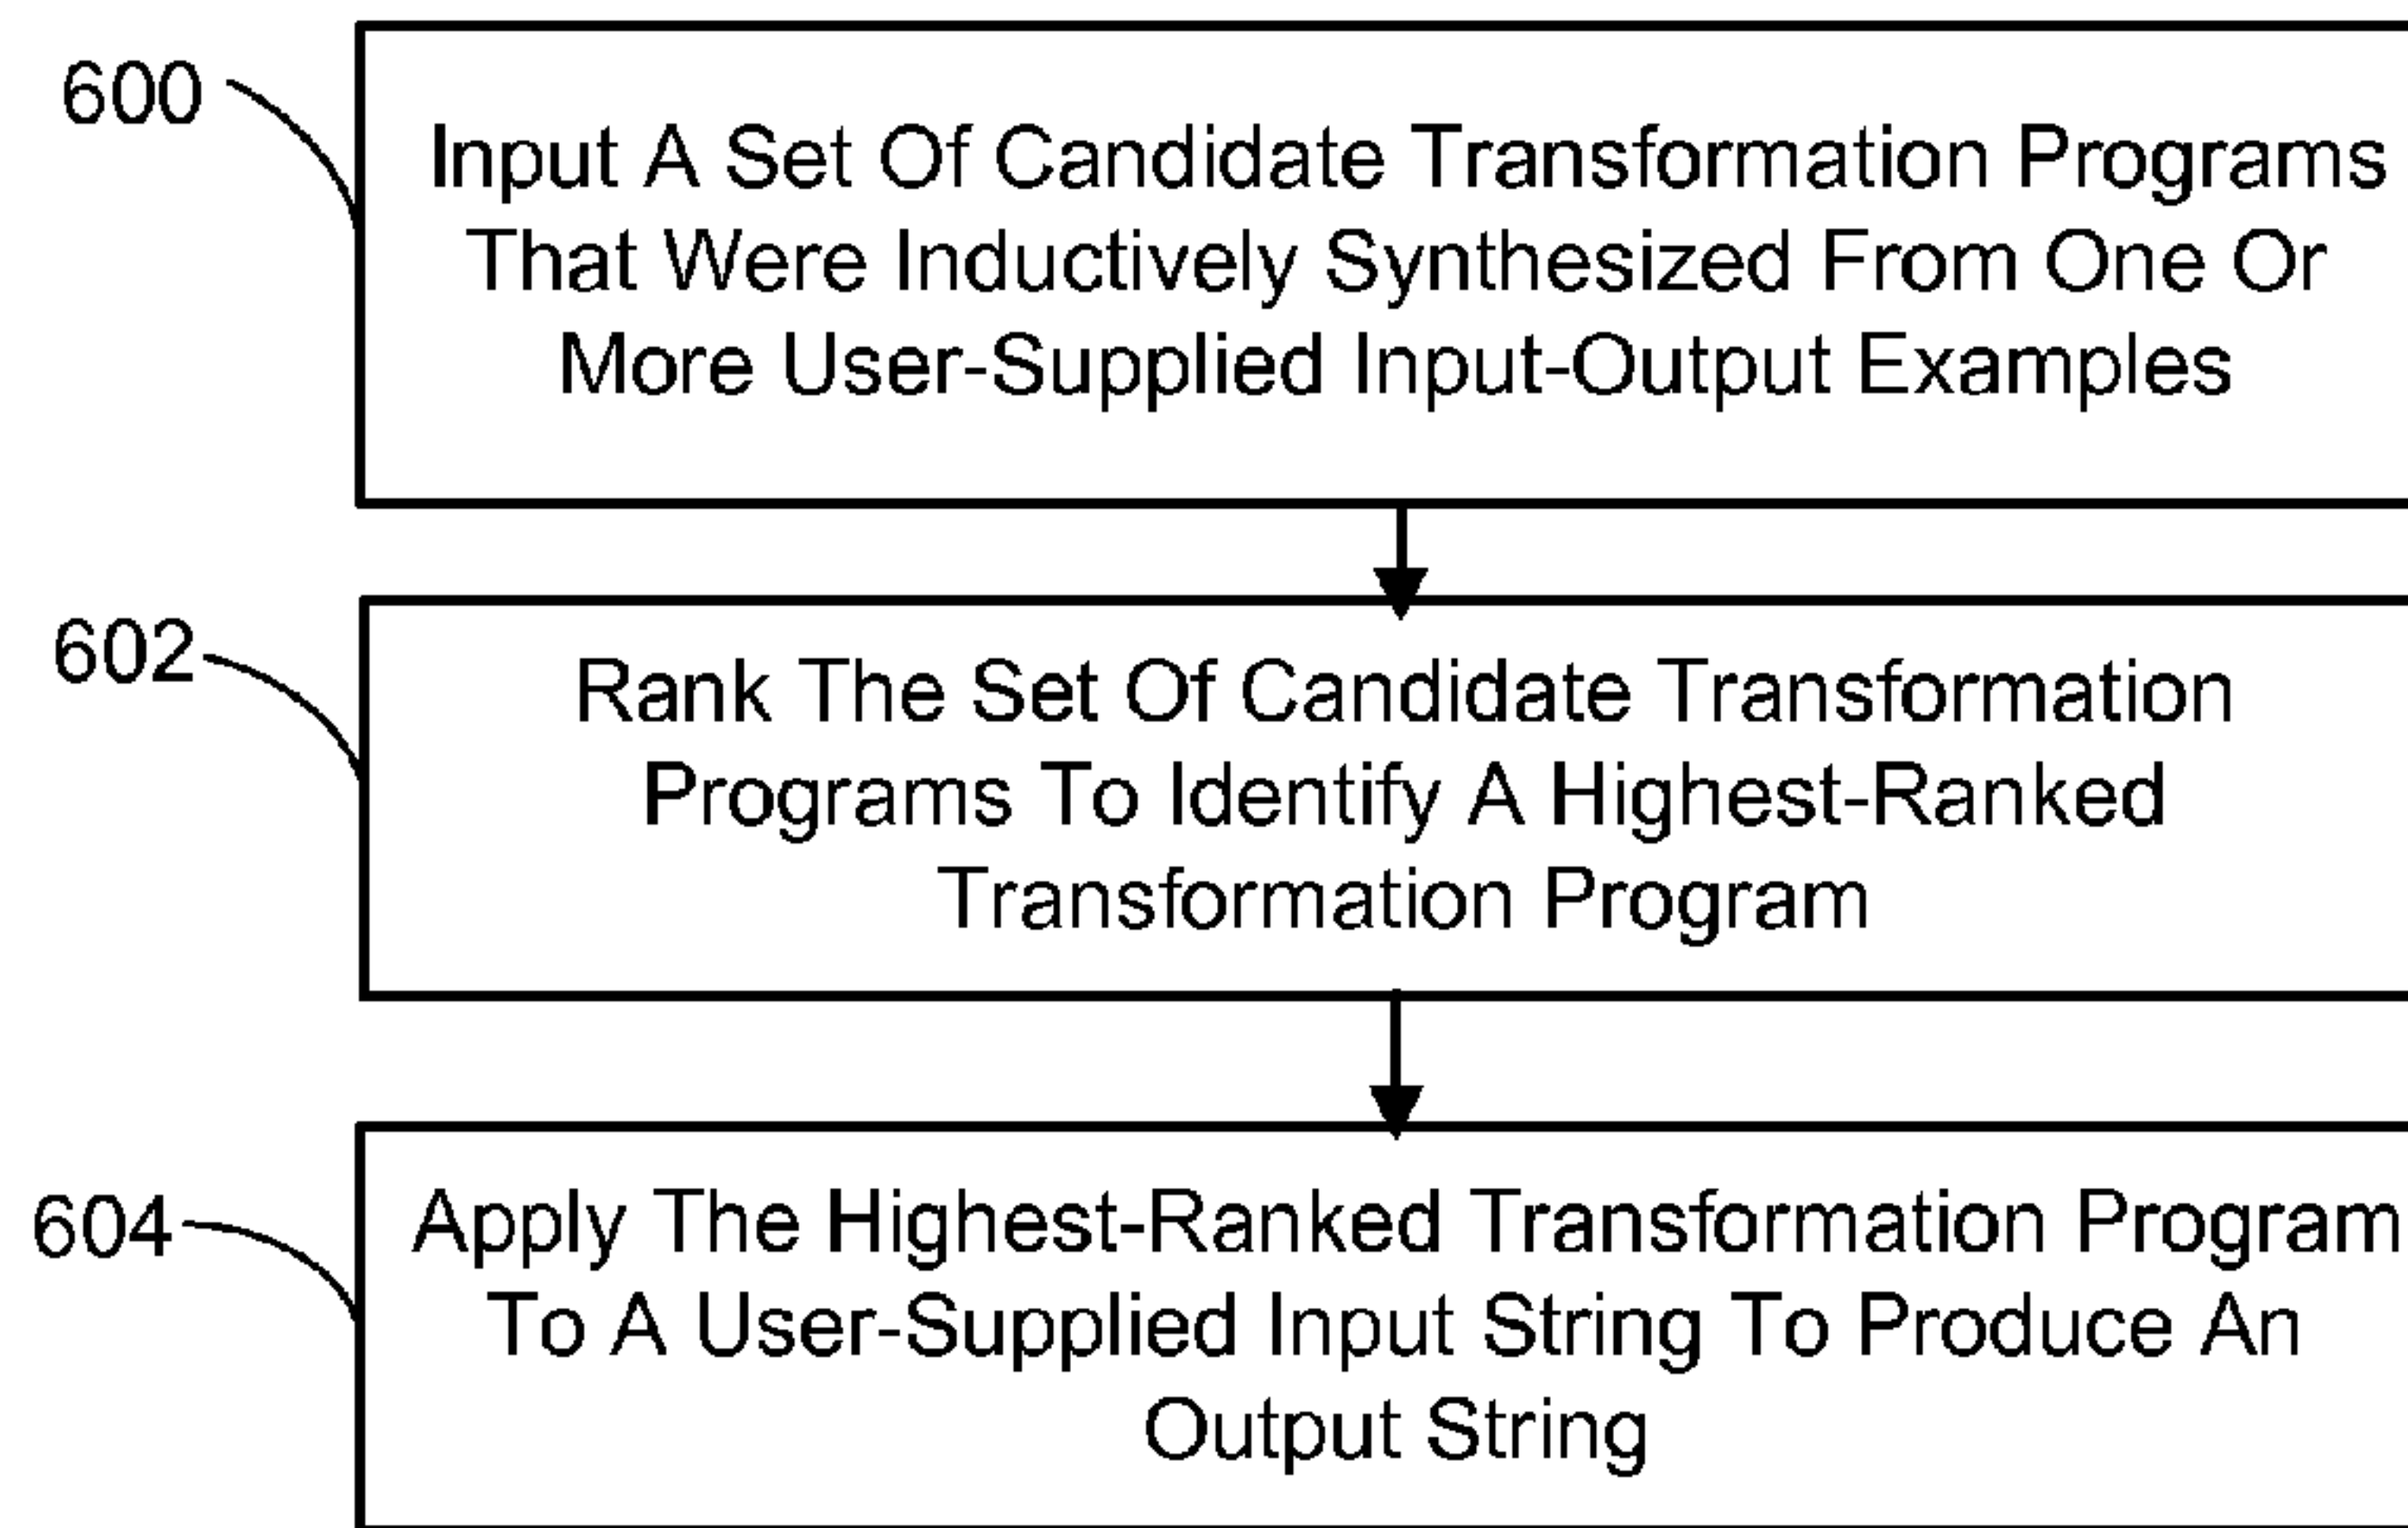 600
Input A Set Of Candidate Transformation Programs
That Were Inductively Synthesized From One Or
More User-Supplied Input-Output Examples
602
Rank The Set Of Candidate Transformation
Programs To Identify A Highest-Ranked
Transformation Program
604
Apply The Highest-Ranked Transformation Program
To A User-Supplied Input String To Produce An
Output String